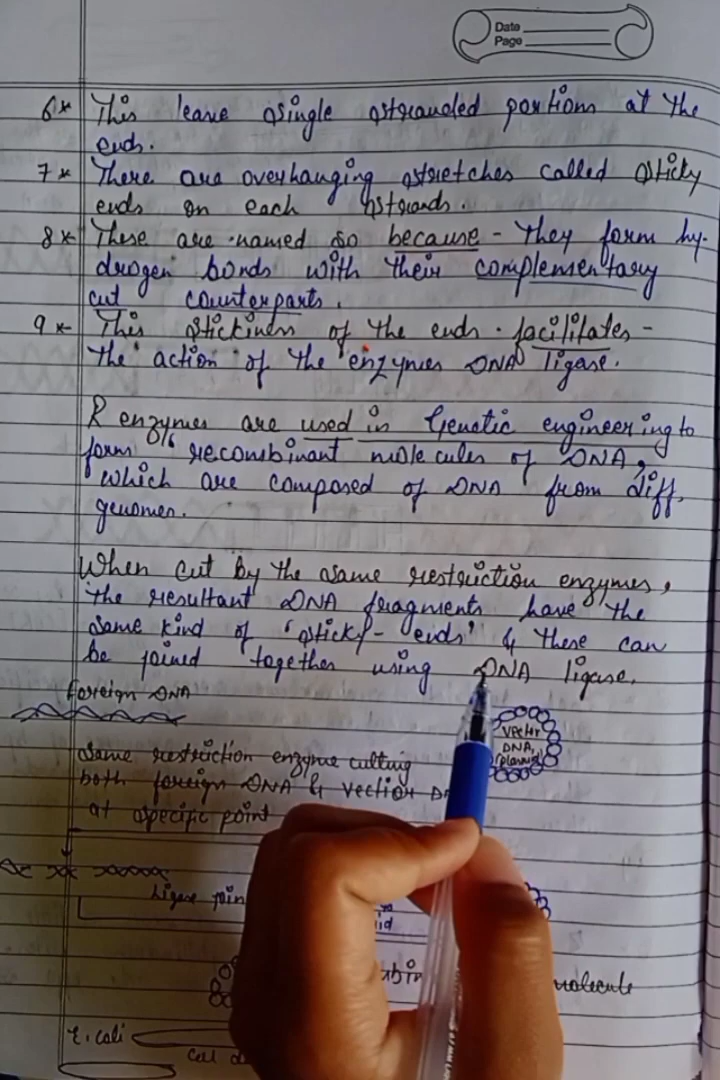 Date
Page
6* This leave single stranded portions at the
ends.
7* There are overhanging stretches called sticky
ends on each strands.
8* These are named so because - They form hy-
drogen bonds with their complementary
cut counterparts.
9* This stickiness of the ends. facilitates -
the action of the enzymes DNA ligase.
R enzymes are used in Genetic engineering to
form recombinant molecules of DNA,
which are composed of DNA from diff.
genomes.
When cut by the same restriction enzymes,
the resultant DNA fragments have the
same kind of 'sticky-ends' & these can
be joined together using DNA ligase.
foreign DNA
Vector
DNA,
(plasmid)
Same restriction enzyme cutting
both foreign DNA & vector
at specific point
Ligase
molecule
E. coli